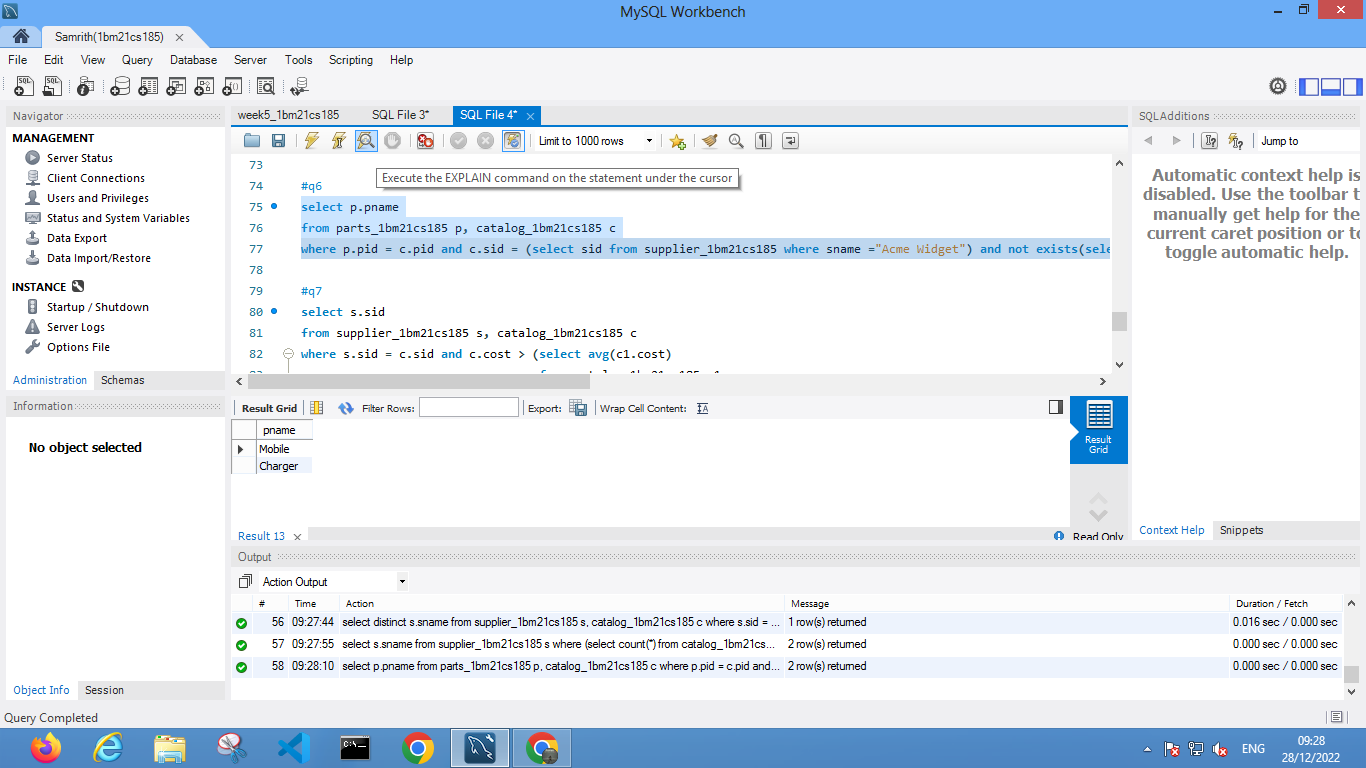 MySQL Workbench
Samrith(1bm21cs185)
File Edit View Query Database Server Tools Scripting Help
Navigator
MANAGEMENT
Server Status
Client Connections
Users and Privileges
Status and System Variables
Data Export
Data Import/Restore
INSTANCE
Startup / Shutdown
Server Logs
Options File
Administration Schemas
Information
No object selected
Object Info Session
week5_1bm21cs185 SQL File 3* SQL File 4*
Limit to 1000 rows
Execute the EXPLAIN command on the statement under the cursor
73
74 #q6
75 select p.pname
76 from parts_1bm21cs185 p, catalog_1bm21cs185 c
77 where p.pid = c.pid and c.sid = (select sid from supplier_1bm21cs185 where sname ="Acme Widget") and not exists(sele
78
79 #q7
80 select s.sid
81 from supplier_1bm21cs185 s, catalog_1bm21cs185 c
82 where s.sid = c.sid and c.cost > (select avg(c1.cost)
Result Grid Filter Rows: Export: Wrap Cell Content:
pname
Mobile
Charger
Result Grid
Result 13 Read Only
SQLAdditions
Jump to
Automatic context help is
disabled. Use the toolbar t
manually get help for the
current caret position or to
toggle automatic help.
Context Help Snippets
Output
Action Output
# Time Action Message Duration / Fetch
56 09:27:44 select distinct s.sname from supplier_1bm21cs185 s, catalog_1bm21cs185 c where s.sid = ... 1 row(s) returned 0.016 sec / 0.000 sec
57 09:27:55 select s.sname from supplier_1bm21cs185 s where (select count(*) from catalog_1bm21cs... 2 row(s) returned 0.000 sec / 0.000 sec
58 09:28:10 select p.pname from parts_1bm21cs185 p, catalog_1bm21cs185 c where p.pid = c.pid and... 2 row(s) returned 0.000 sec / 0.000 sec
Query Completed
ENG
09:28
28/12/2022